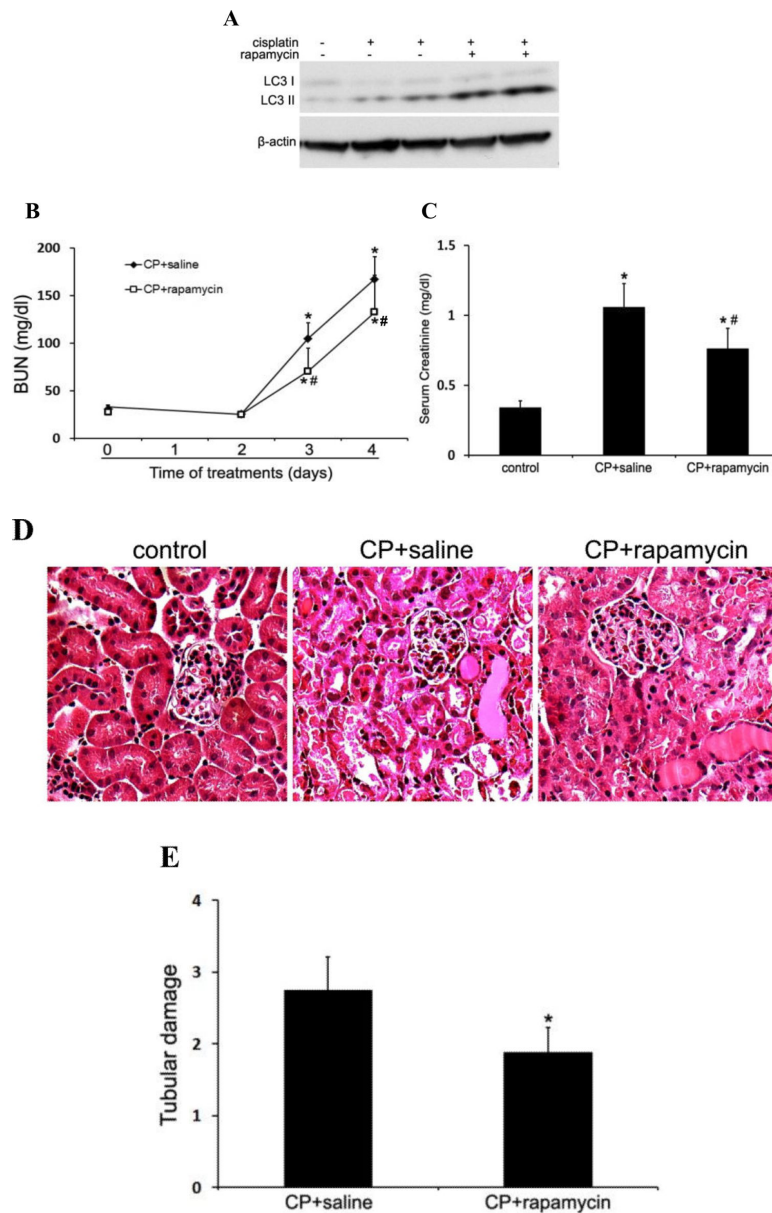 A
cisplatin - + + + +
rapamycin - - - + +
LC3 I
LC3 II
β-actin
B
200
150
100
50
0
BUN (mg/dl)
CP+saline
CP+rapamycin
*
*
*#
*#
0 1 2 3 4
Time of treatments (days)
C
1.5
1
0.5
0
Serum Creatinine (mg/dl)
*
*#
control CP+saline CP+rapamycin
D
control CP+saline CP+rapamycin
E
4
3
2
1
0
Tubular damage
*
CP+saline CP+rapamycin